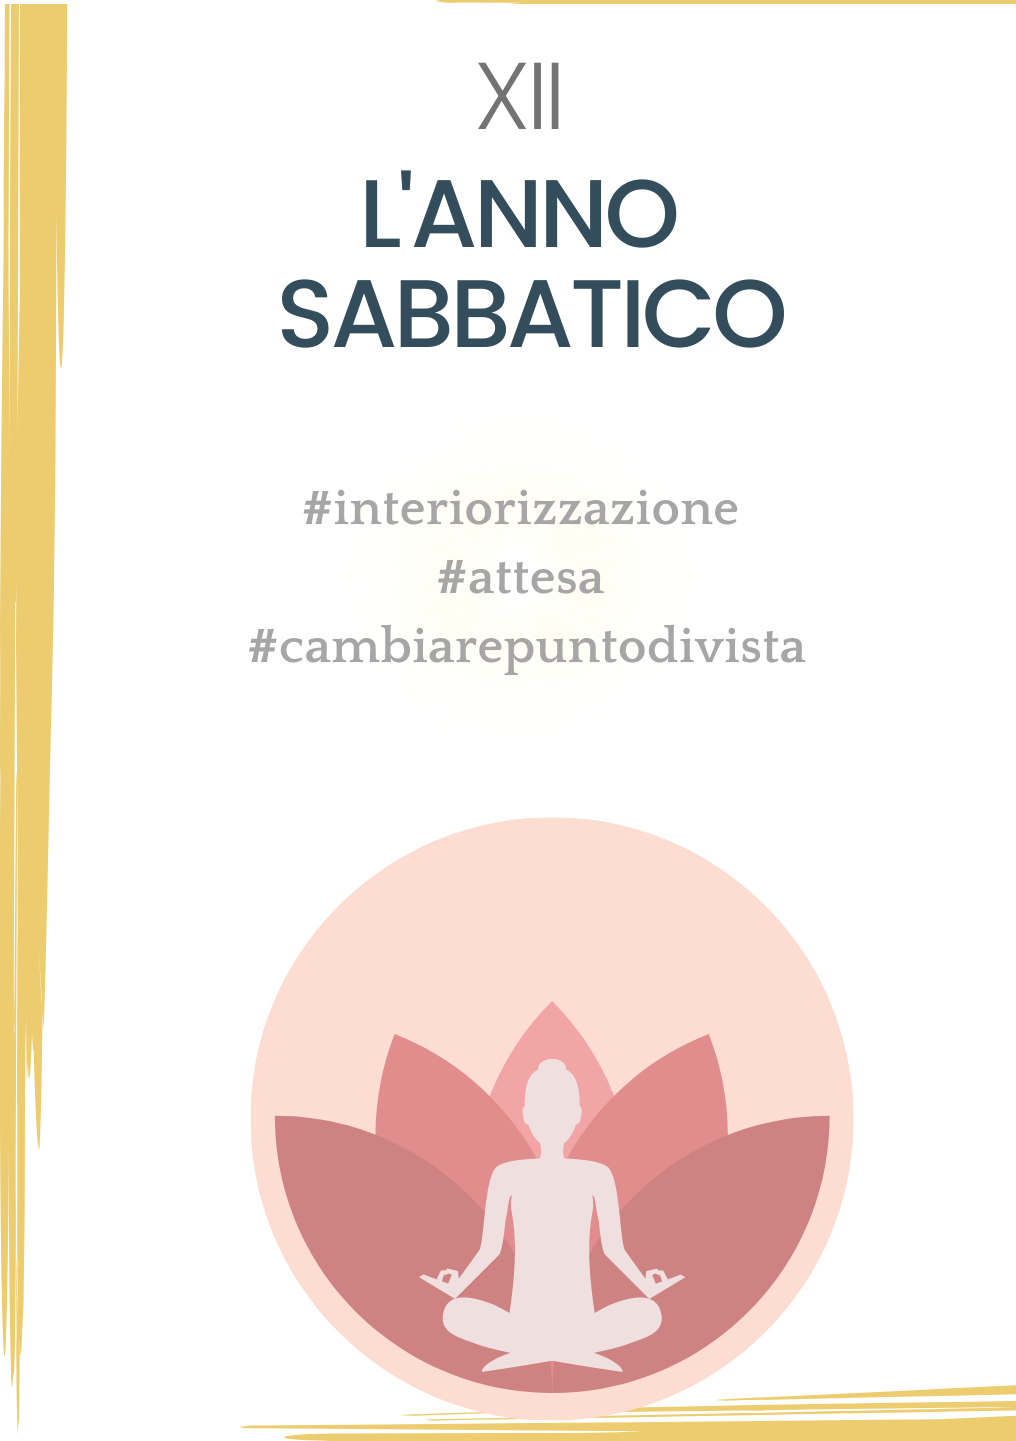 XII
L'ANNO
SABBATICO
#interiorizzazione
#attesa
#cambiarepuntodivista